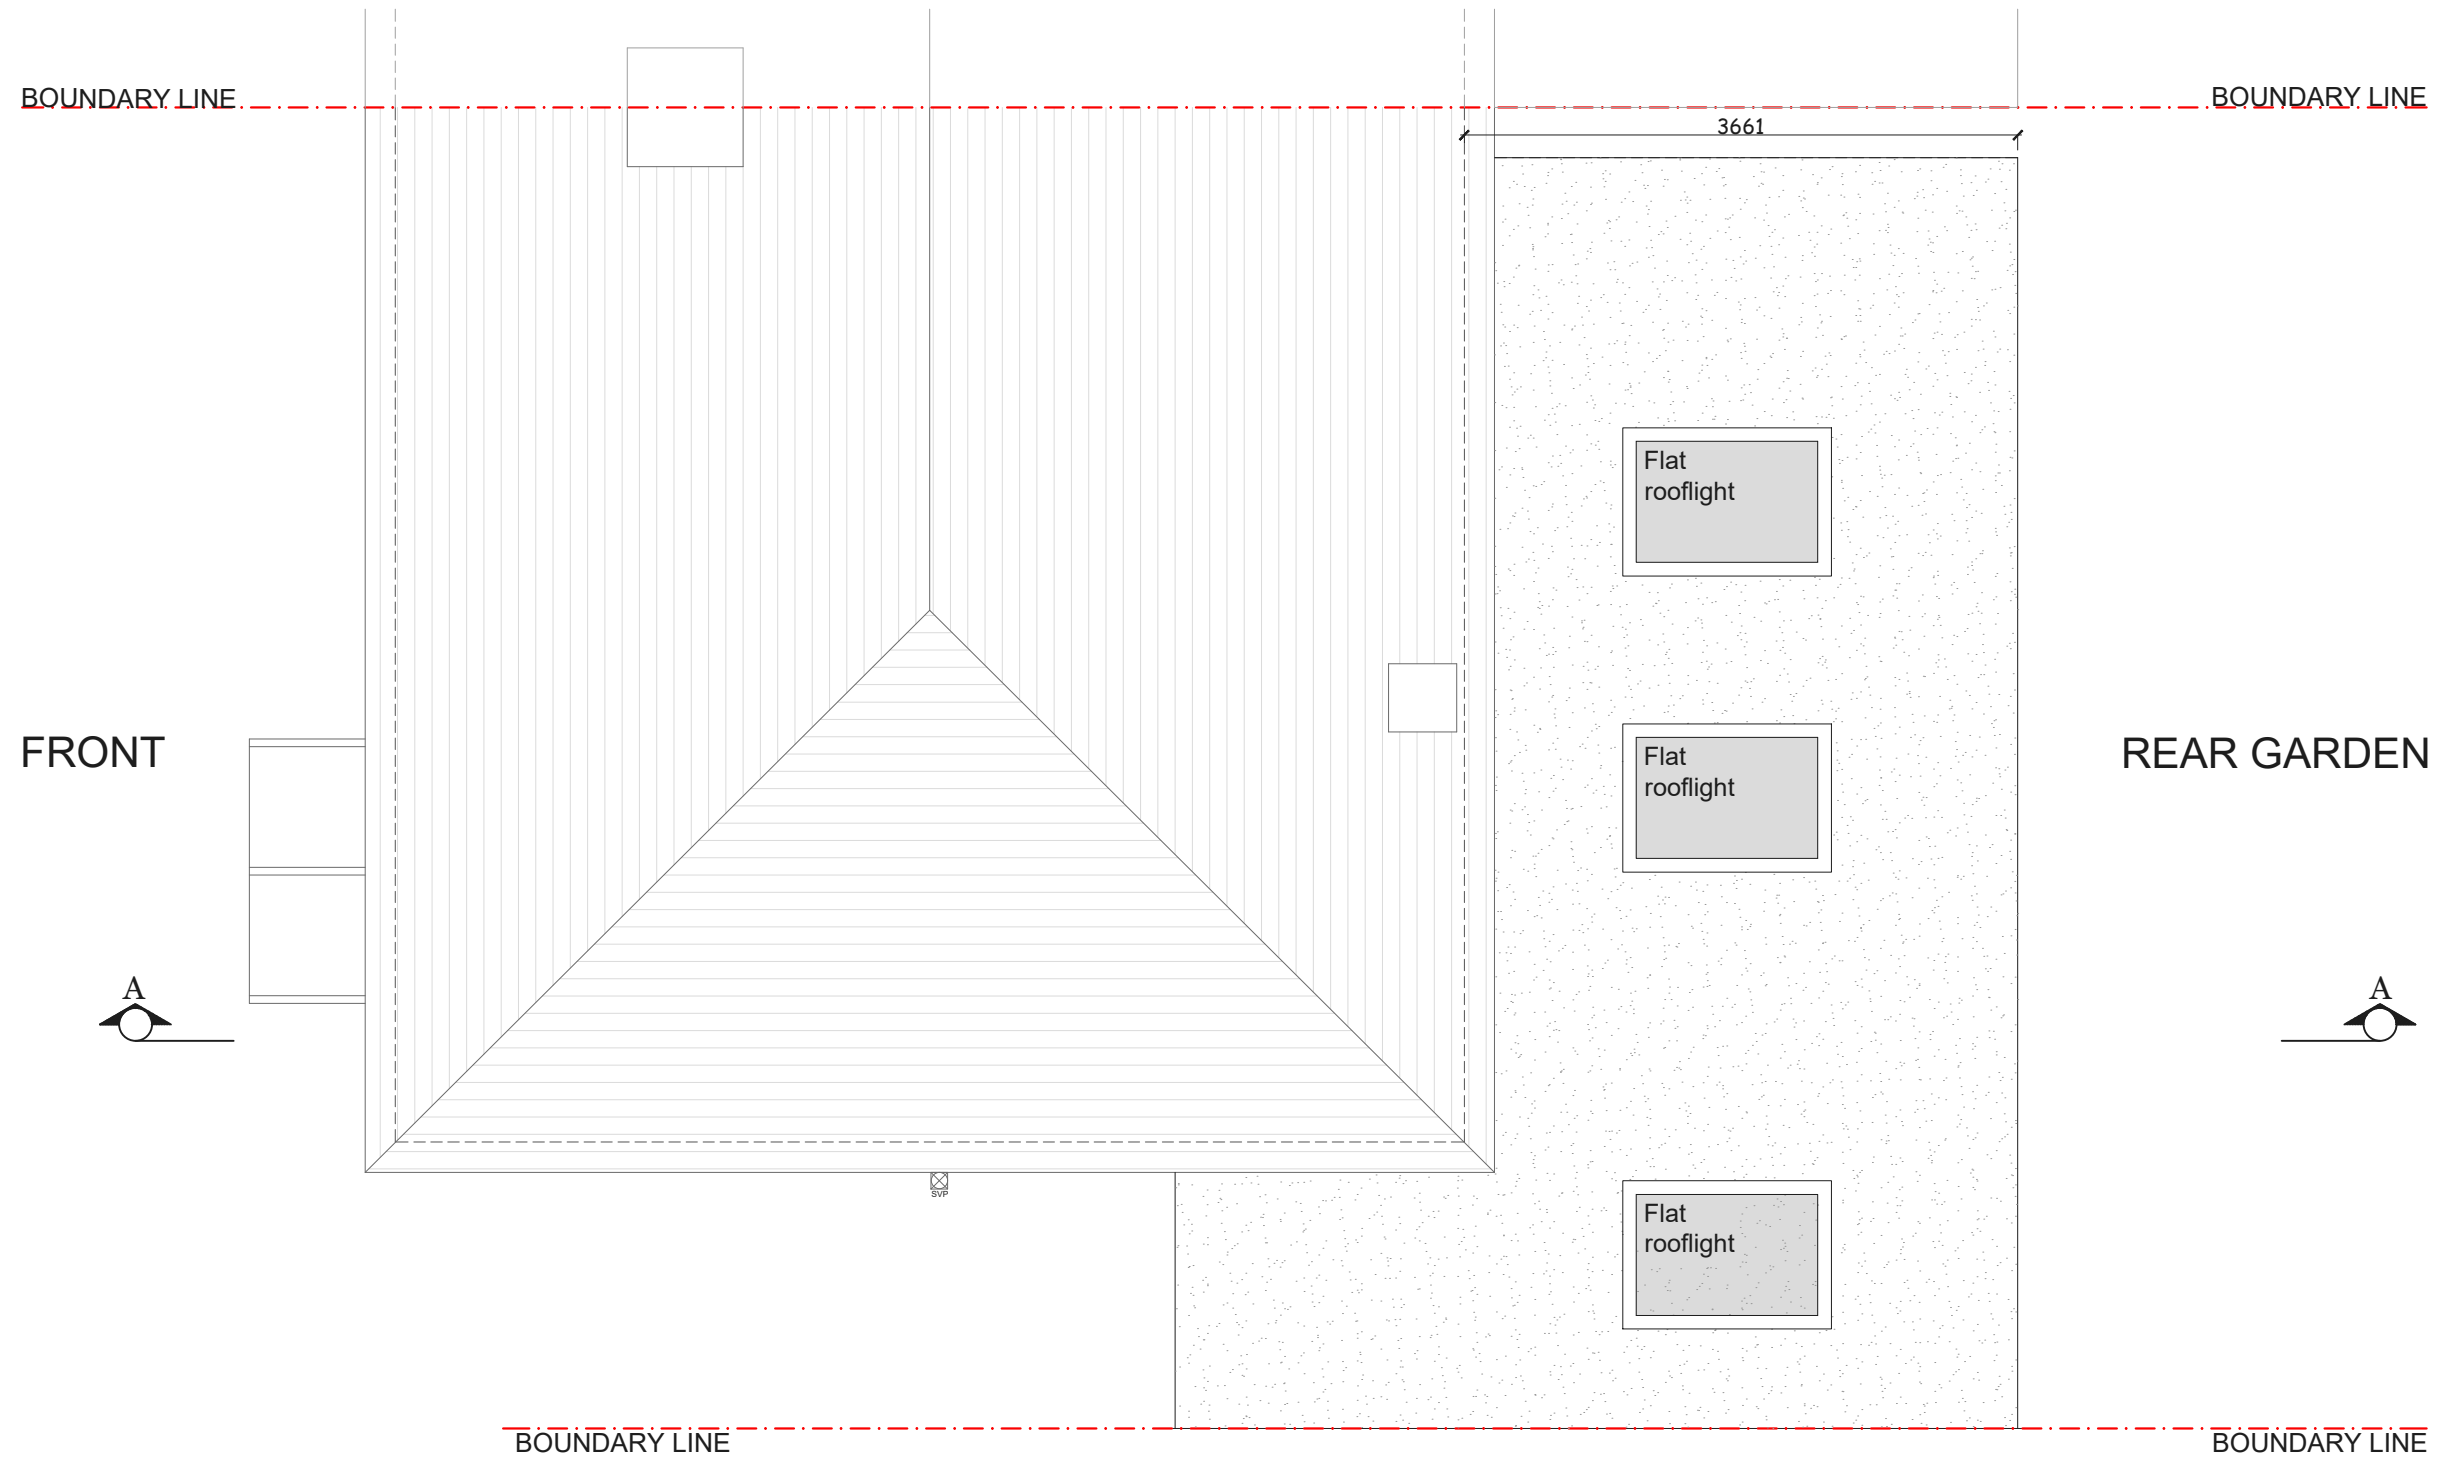 BOUNDARY LINE
BOUNDARY LINE
3661
Flat
rooflight
FRONT
Flat
rooflight
REAR GARDEN
A
A
SVP
Flat
rooflight
BOUNDARY LINE
BOUNDARY LINE